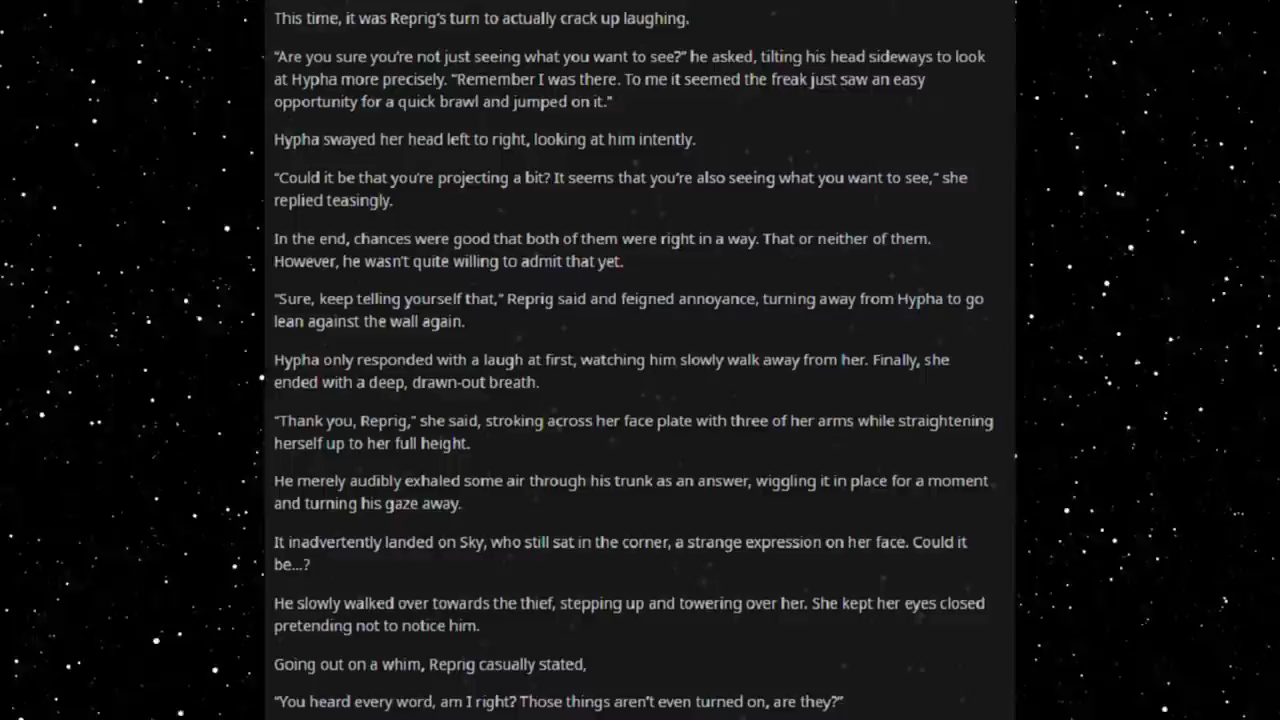 This time, it was Reprig's turn to actually crack up laughing.
“Are you sure you're not just seeing what you want to see?” he asked, tilting his head sideways to look
at Hypha more precisely. “Remember I was there. To me it seemed the freak just saw an easy
opportunity for a quick brawl and jumped on it.”
Hypha swayed her head left to right, looking at him intently.
“Could it be that you're projecting a bit? It seems that you're also seeing what you want to see,” she
replied teasingly.
In the end, chances were good that both of them were right in a way. That or neither of them.
However, he wasn't quite willing to admit that yet.
“Sure, keep telling yourself that,” Reprig said and feigned annoyance, turning away from Hypha to go
lean against the wall again.
Hypha only responded with a laugh at first, watching him slowly walk away from her. Finally, she
ended with a deep, drawn-out breath.
“Thank you, Reprig,” she said, stroking across her face plate with three of her arms while straightening
herself up to her full height.
He merely audibly exhaled some air through his trunk as an answer, wiggling it in place for a moment
and turning his gaze away.
It inadvertently landed on Sky, who still sat in the corner, a strange expression on her face. Could it
be...?
He slowly walked over towards the thief, stepping up and towering over her. She kept her eyes closed
pretending not to notice him.
Going out on a whim, Reprig casually stated,
“You heard every word, am I right? Those things aren't even turned on, are they?”